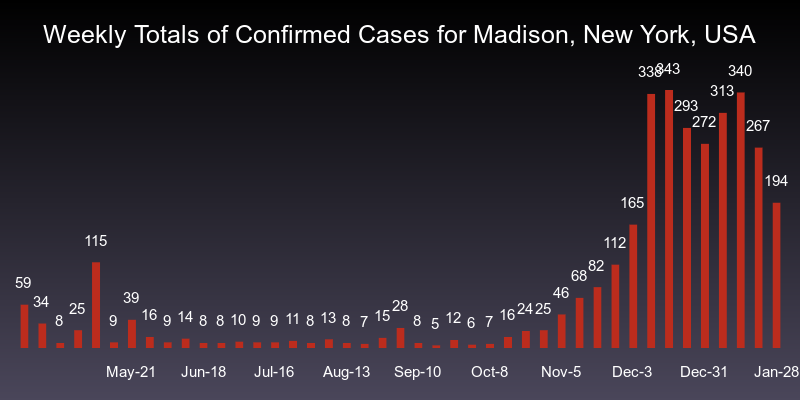 Weekly Totals of Confirmed Cases for Madison, New York, USA
59 34 8 25 115 9 39 16 9 14 8 8 10 9 9 11 8 13 8 7 15 28 8 5 12 6 7 16 24 25 46 68 82 112 165 338 343 293 272 313 340 267 194
May-21 Jun-18 Jul-16 Aug-13 Sep-10 Oct-8 Nov-5 Dec-3 Dec-31 Jan-28